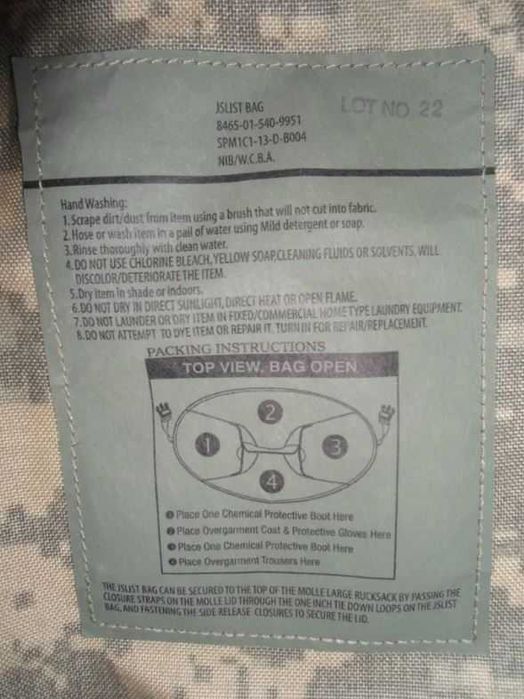 JSLIST BAG
LOT NO 22
8465-01-540-9951
SPM1C1-13-D-B004
NIB/W.C.B.A.
Hand Washing:
1.Scrape dirt/dust from item using a brush that will not cut into fabric.
2.Hose or wash item in a pail of water using Mild detergent or soap.
3.Rinse thoroughly with clean water.
4.DO NOT USE CHLORINE BLEACH,YELLOW SOAP,CLEANING FLUIDS OR SOLVENTS, WILL
DISCOLOR/DETERIORATE THE ITEM.
5.Dry item in shade or indoors.
6.DO NOT DRY IN DIRECT SUNLIGHT, DIRECT HEAT OR OPEN FLAME.
7.DO NOT LAUNDER OR DRY ITEM IN FIXED/COMMERCIAL HOME TYPE LAUNDRY EQUIPMENT.
8.DO NOT ATTEMPT TO DYE ITEM OR REPAIR IT. TURN IN FOR REPAIR/REPLACEMENT.
PACKING INSTRUCTIONS
TOP VIEW, BAG OPEN
2
1
3
4
❶ Place One Chemical Protective Boot Here
❷ Place Overgarment Coat & Protective Gloves Here
❸ Place One Chemical Protective Boot Here
❹ Place Overgarment Trousers Here
THE JSLIST BAG CAN BE SECURED TO THE TOP OF THE MOLLE LARGE RUCKSACK BY PASSING THE
CLOSURE STRAPS ON THE MOLLE LID THROUGH THE ONE INCH TIE DOWN LOOPS ON THE JSLIST
BAG, AND FASTENING THE SIDE RELEASE CLOSURES TO SECURE THE LID.